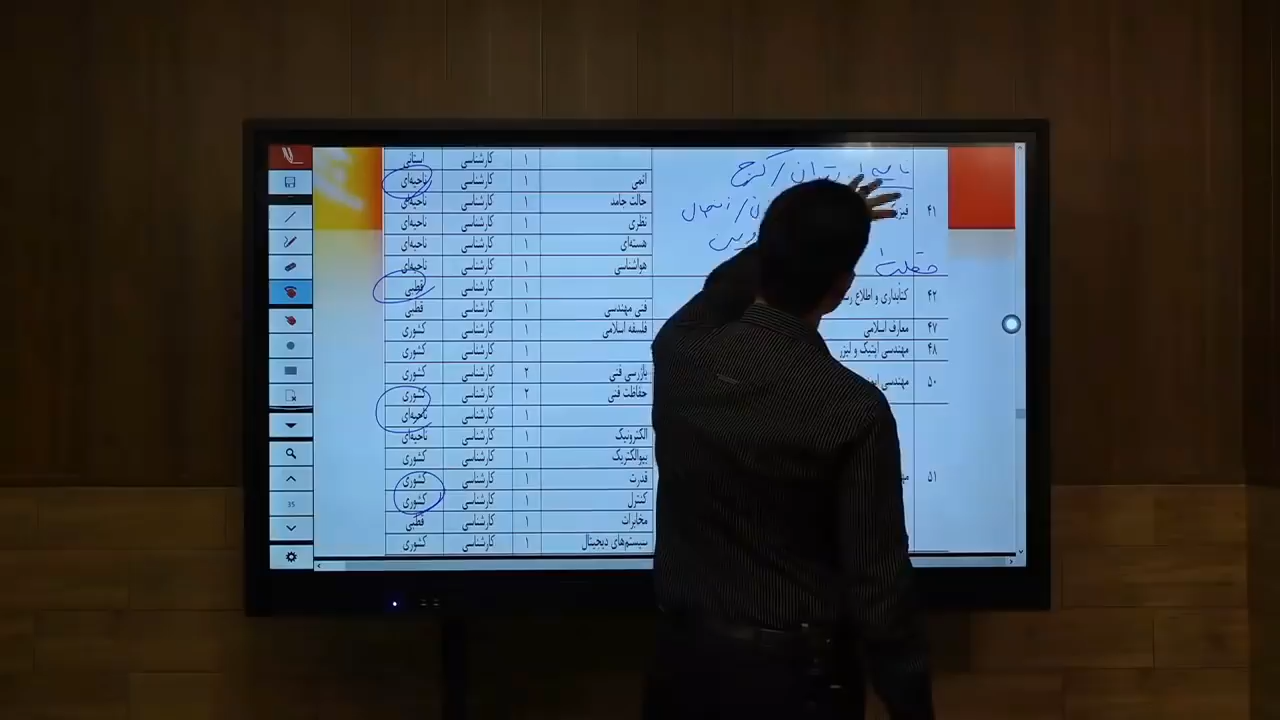 کارشناسی ۱ استانی
اتمی ۱ کارشناسی ناحیه‌ای
حالت جامد ۱ کارشناسی ناحیه‌ای
۴۱ نظری ۱ کارشناسی ناحیه‌ای
هسته‌ای ۱ کارشناسی ناحیه‌ای
هواشناسی ۱ کارشناسی ناحیه‌ای
۱ کارشناسی قطبی
۴۲ کتابداری و اطلاع فنی مهندسی ۱ کارشناسی قطبی
۴۷ معارف اسلامی فلسفه اسلامی ۱ کارشناسی کشوری
۴۸ مهندسی اپتیک و لیزر ۱ کارشناسی کشوری
۵۰ مهندسی بازرسی فنی ۲ کارشناسی کشوری
حفاظت فنی ۲ کارشناسی کشوری
۱ کارشناسی ناحیه‌ای
الکترونیک ۱ کارشناسی ناحیه‌ای
بیوالکتریک ۱ کارشناسی کشوری
۵۱ قدرت ۱ کارشناسی کشوری
کنترل ۱ کارشناسی کشوری
مخابرات ۱ کارشناسی قطبی
سیستم‌های دیجیتال ۱ کارشناسی کشوری
35